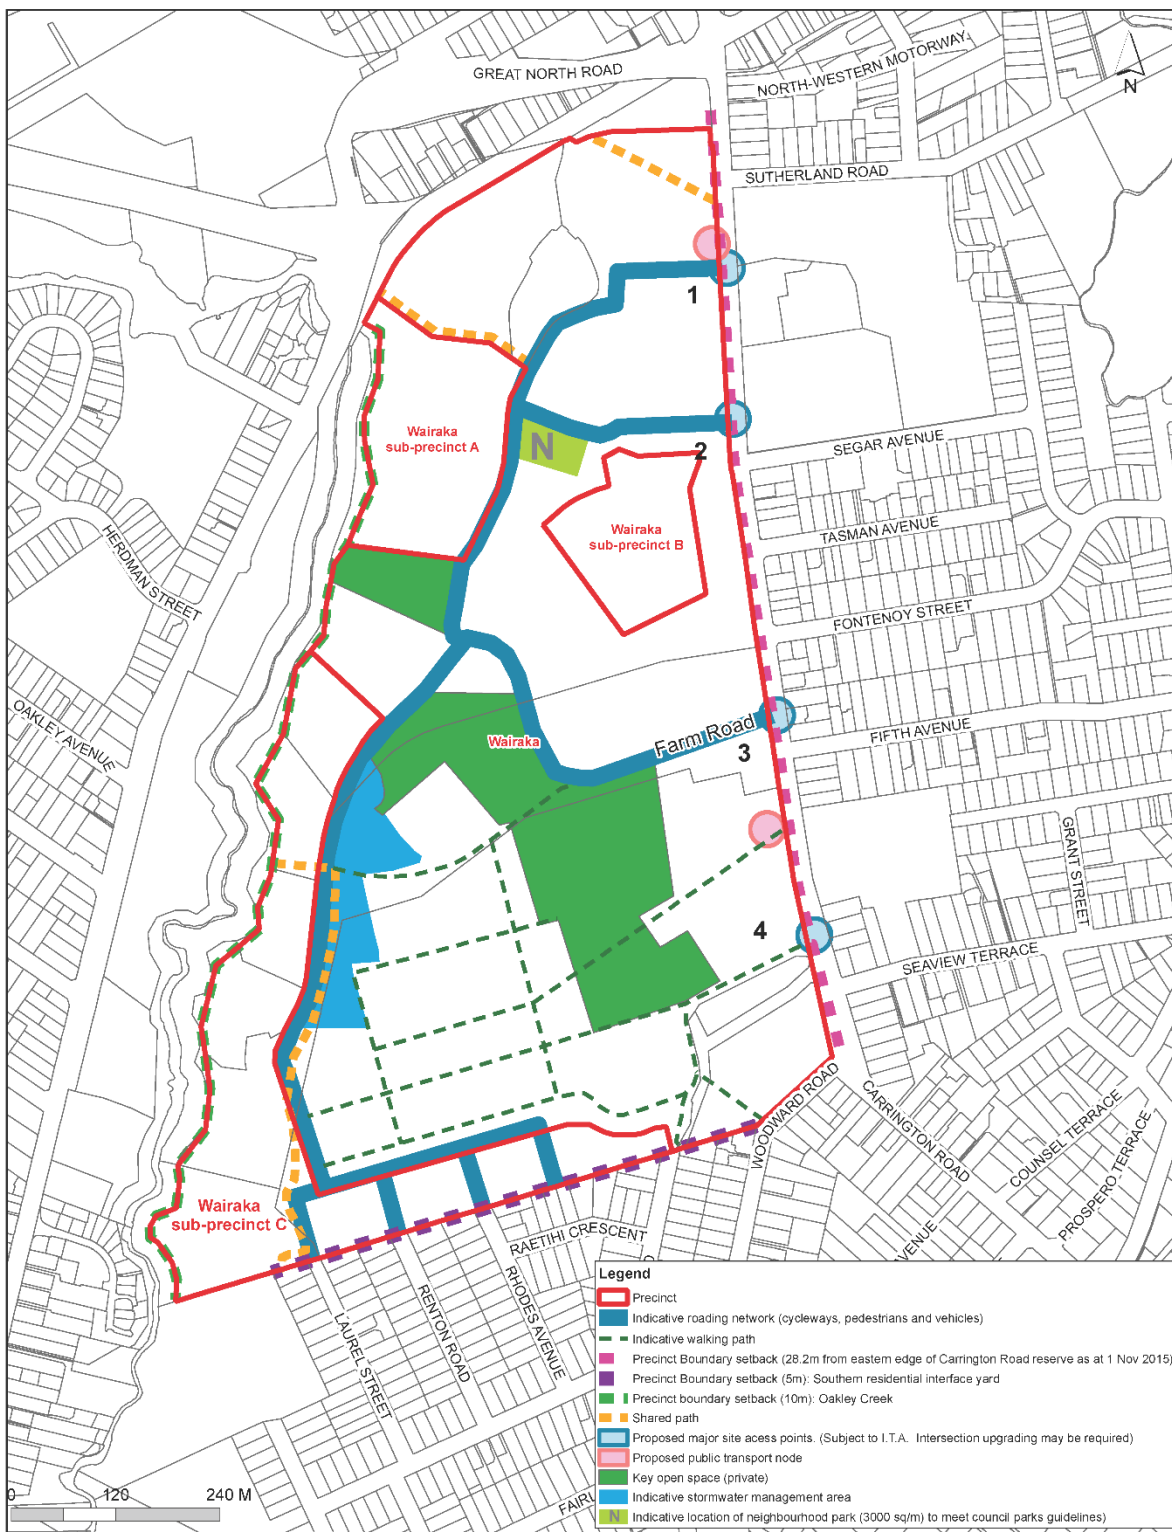 GREAT NORTH ROAD
NORTH-WESTERN MOTORWAY
N
SUTHERLAND ROAD
1
Wairaka
sub-precinct A
N
2
SEGAR AVENUE
Wairaka
sub-precinct B
TASMAN AVENUE
HERDMAN STREET
FONTENOY STREET
OAKLEY AVENUE
Wairaka
Farm Road
3
FIFTH AVENUE
GRANT STREET
4
SEAVIEW TERRACE
WOODWARD ROAD
CARRINGTON ROAD
COUNSEL TERRACE
PROSPERO TERRACE
AVENUE
Wairaka
sub-precinct C
RAETIHI CRESCENT
LAUREL STREET
RENTON ROAD
RHODES AVENUE
Legend
Precinct
Indicative roading network (cycleways, pedestrians and vehicles)
Indicative walking path
Precinct Boundary setback (28.2m from eastern edge of Carrington Road reserve as at 1 Nov 2015)
Precinct Boundary setback (5m): Southern residential interface yard
Precinct boundary setback (10m): Oakley Creek
Shared path
Proposed major site acess points. (Subject to I.T.A. Intersection upgrading may be required)
Proposed public transport node
Key open space (private)
Indicative stormwater management area
N Indicative location of neighbourhood park (3000 sq/m) to meet council parks guidelines)
0 120 240 M